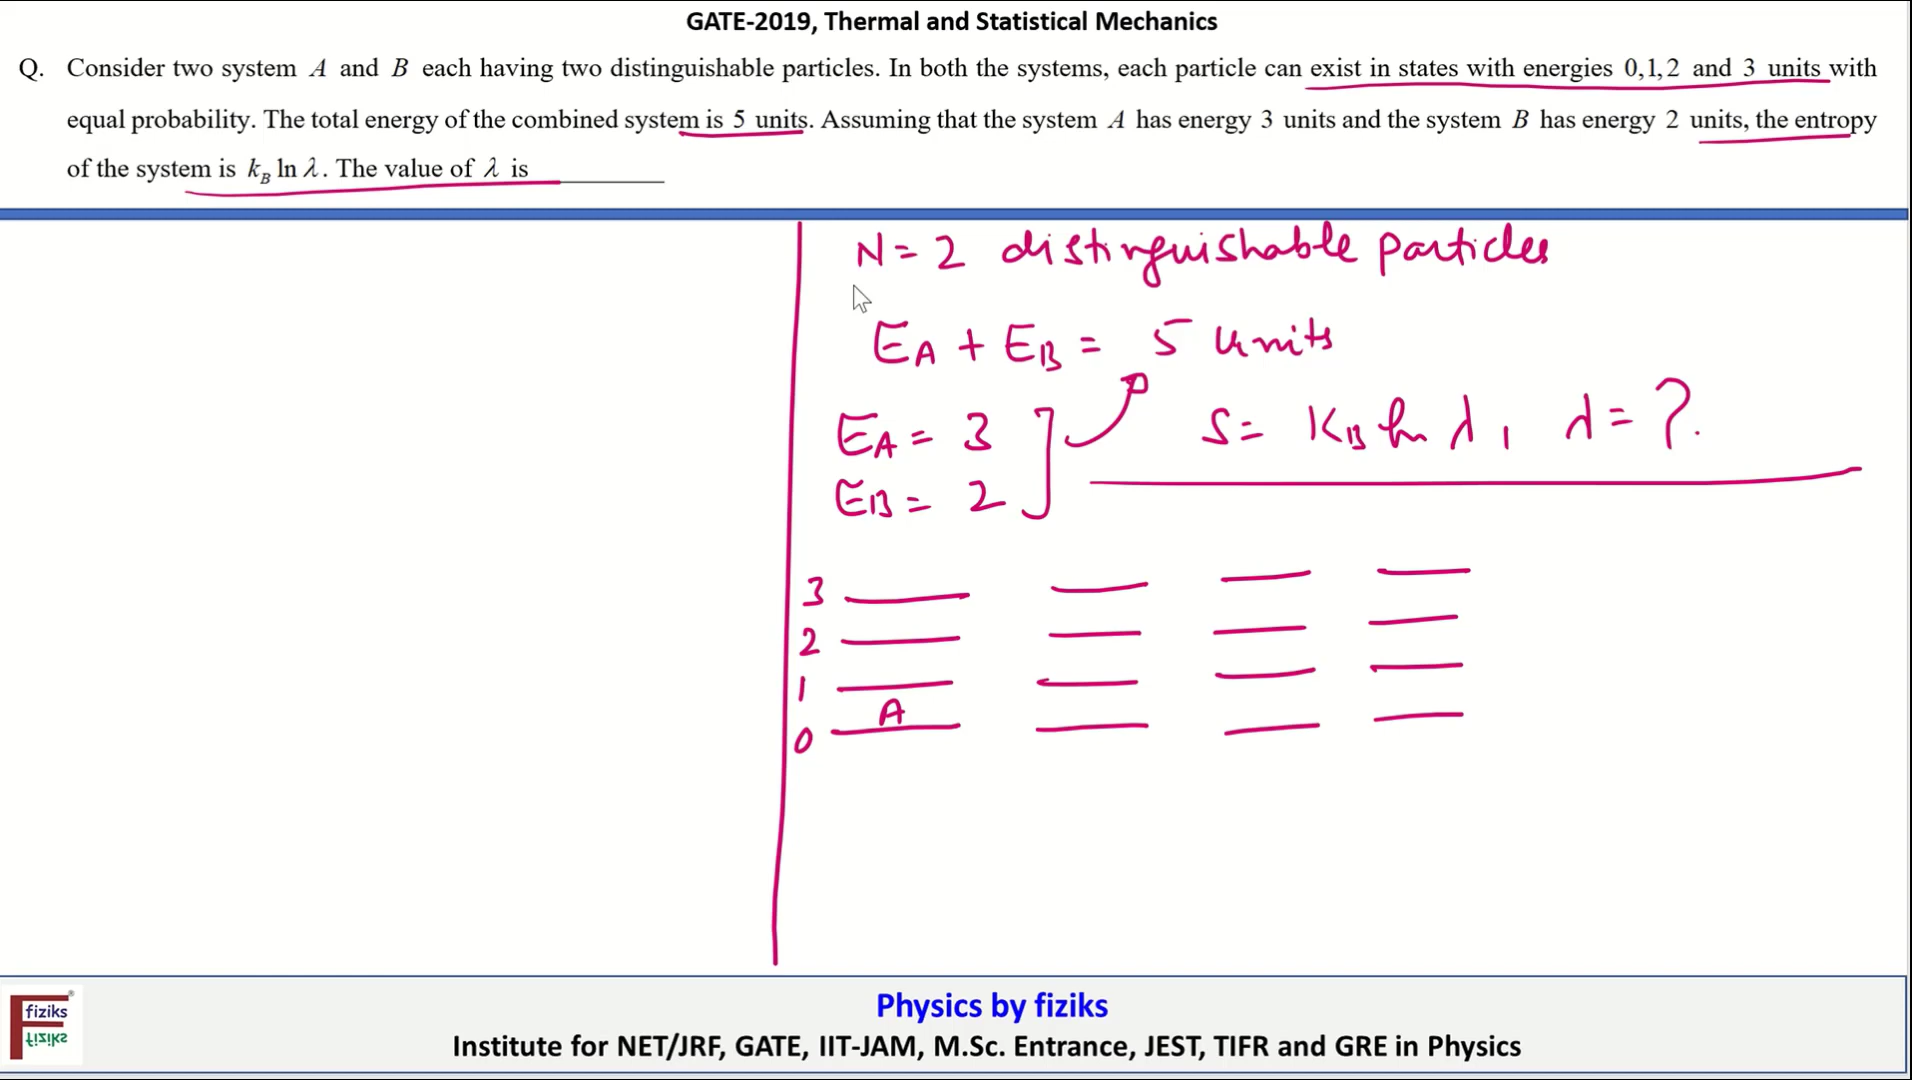 GATE-2019, Thermal and Statistical Mechanics
Q. Consider two system A and B each having two distinguishable particles. In both the systems, each particle can exist in states with energies 0,1,2 and 3 units with
equal probability. The total energy of the combined system is 5 units. Assuming that the system A has energy 3 units and the system B has energy 2 units, the entropy
of the system is k_B ln λ. The value of λ is ________
N = 2 distinguishable particles
E_A + E_B = 5 units
E_A = 3
S = K_B ln λ, λ = ?.
E_B = 2
3
2
1
A
0
fiziks
fiziks
Physics by fiziks
Institute for NET/JRF, GATE, IIT-JAM, M.Sc. Entrance, JEST, TIFR and GRE in Physics